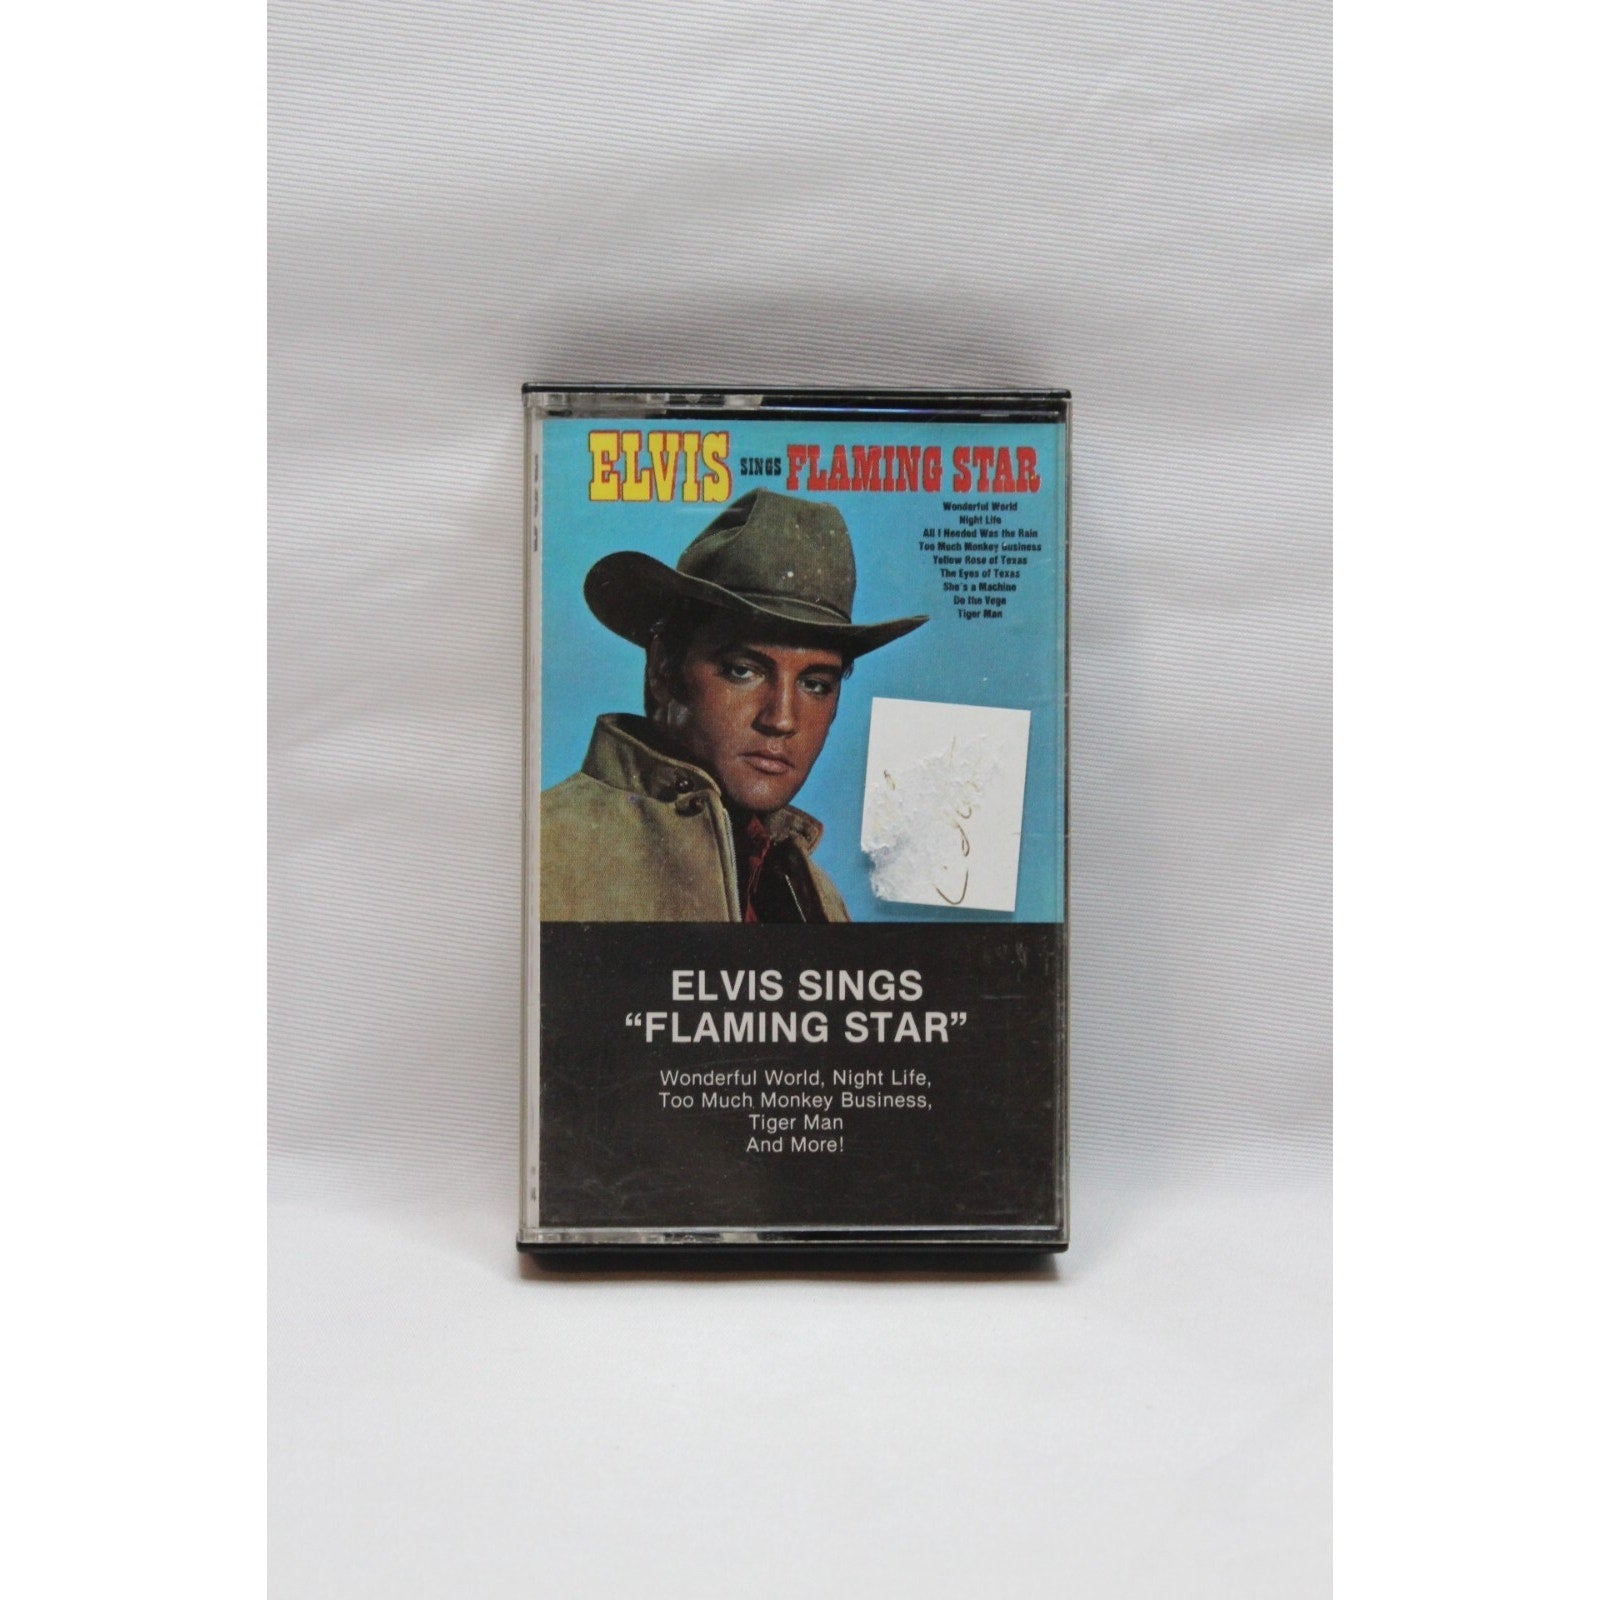 ELVIS SINGS FLAMING STAR
Wonderful World
Night Life
All I Needed Was the Rain
Too Much Monkey Business
Yellow Rose of Texas
The Eyes of Texas
She's a Machine
Do the Vega
Tiger Man
ELVIS SINGS
“FLAMING STAR”
Wonderful World, Night Life,
Too Much Monkey Business,
Tiger Man
And More!